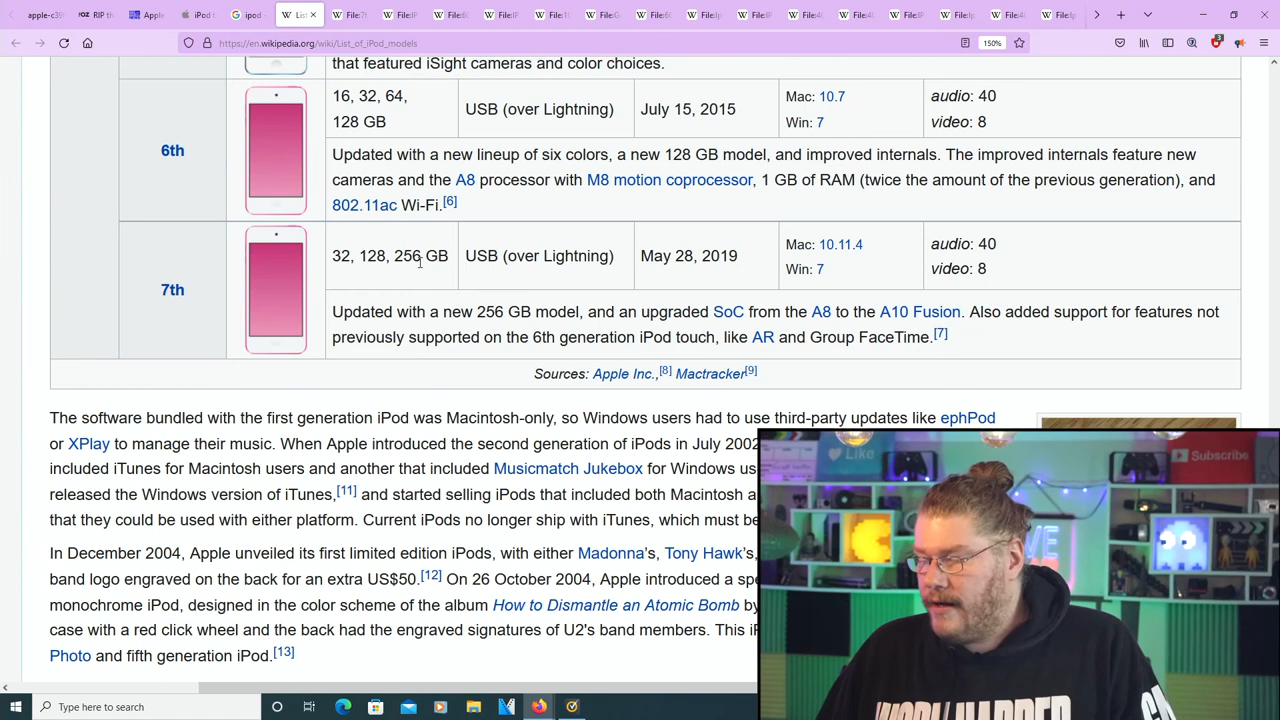 apple-c39
RIP th
Apple
iPod t
ipod
List
File:
File:
https://en.wikipedia.org/wiki/List_of_iPod_models
150%
3
that featured iSight cameras and color choices.
6th
16, 32, 64,
128 GB
USB (over Lightning)
July 15, 2015
Mac: 10.7
Win: 7
audio: 40
video: 8
Updated with a new lineup of six colors, a new 128 GB model, and improved internals. The improved internals feature new
cameras and the A8 processor with M8 motion coprocessor, 1 GB of RAM (twice the amount of the previous generation), and
802.11ac Wi-Fi.[6]
7th
32, 128, 256 GB
USB (over Lightning)
May 28, 2019
Mac: 10.11.4
Win: 7
audio: 40
video: 8
Updated with a new 256 GB model, and an upgraded SoC from the A8 to the A10 Fusion. Also added support for features not
previously supported on the 6th generation iPod touch, like AR and Group FaceTime.[7]
Sources: Apple Inc.,[8] Mactracker[9]
The software bundled with the first generation iPod was Macintosh-only, so Windows users had to use third-party updates like ephPod
or XPlay to manage their music. When Apple introduced the second generation of iPods in July 2002
included iTunes for Macintosh users and another that included Musicmatch Jukebox for Windows us
released the Windows version of iTunes,[11] and started selling iPods that included both Macintosh a
that they could be used with either platform. Current iPods no longer ship with iTunes, which must be
In December 2004, Apple unveiled its first limited edition iPods, with either Madonna's, Tony Hawk's,
band logo engraved on the back for an extra US$50.[12] On 26 October 2004, Apple introduced a spe
monochrome iPod, designed in the color scheme of the album How to Dismantle an Atomic Bomb by
case with a red click wheel and the back had the engraved signatures of U2's band members. This iP
Photo and fifth generation iPod.[13]
Like
Subscribe
Type here to search